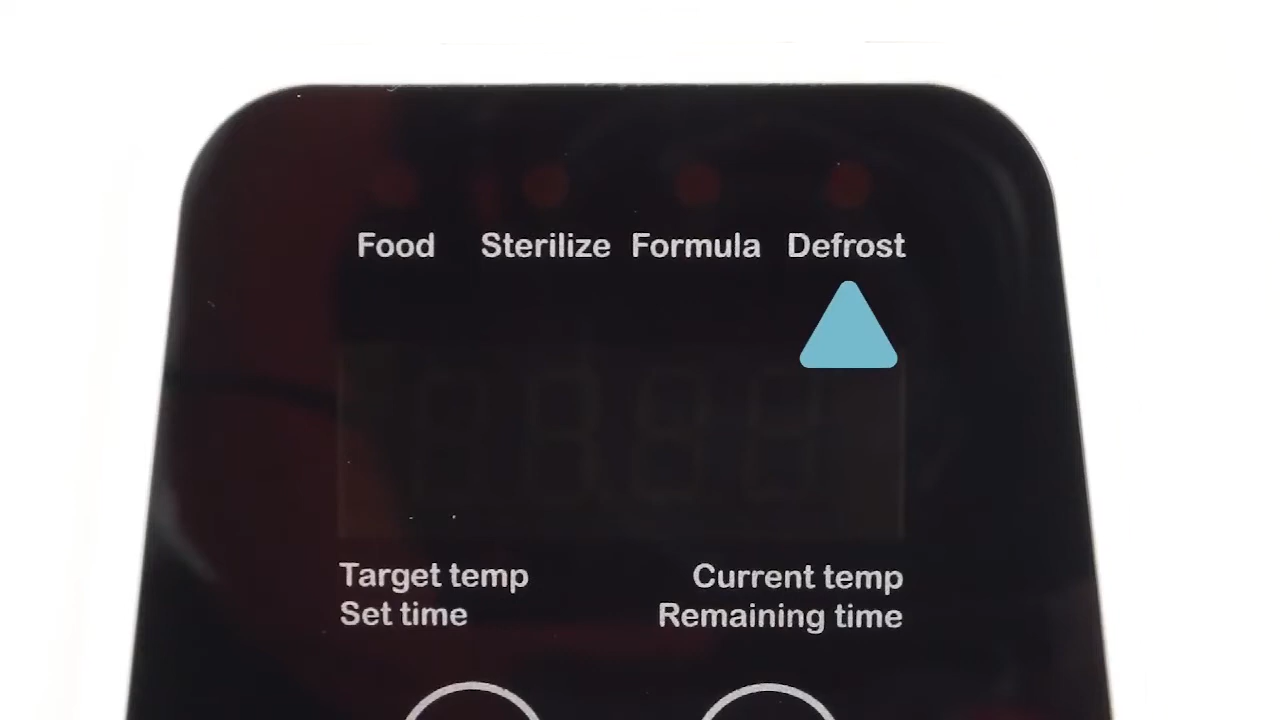 Food Sterilize Formula Defrost
Target temp Current temp
Set time Remaining time